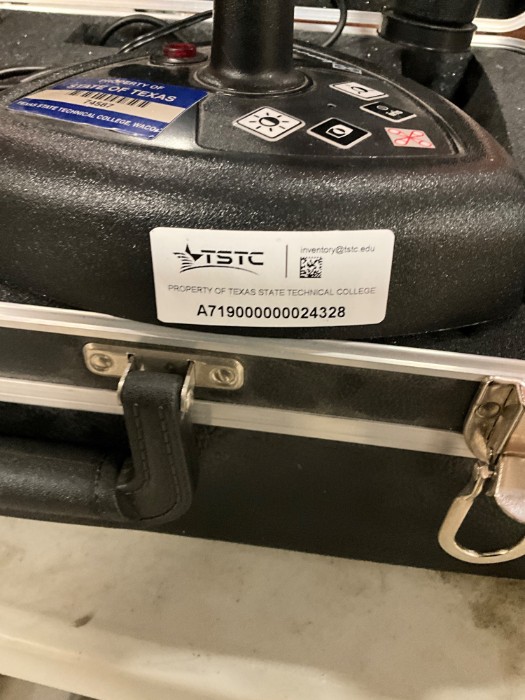 PROPERTY OF
STATE OF TEXAS
74587
TEXAS STATE TECHNICAL COLLEGE, WACO
TSTC
inventory@tstc.edu
PROPERTY OF TEXAS STATE TECHNICAL COLLEGE
A719000000024328